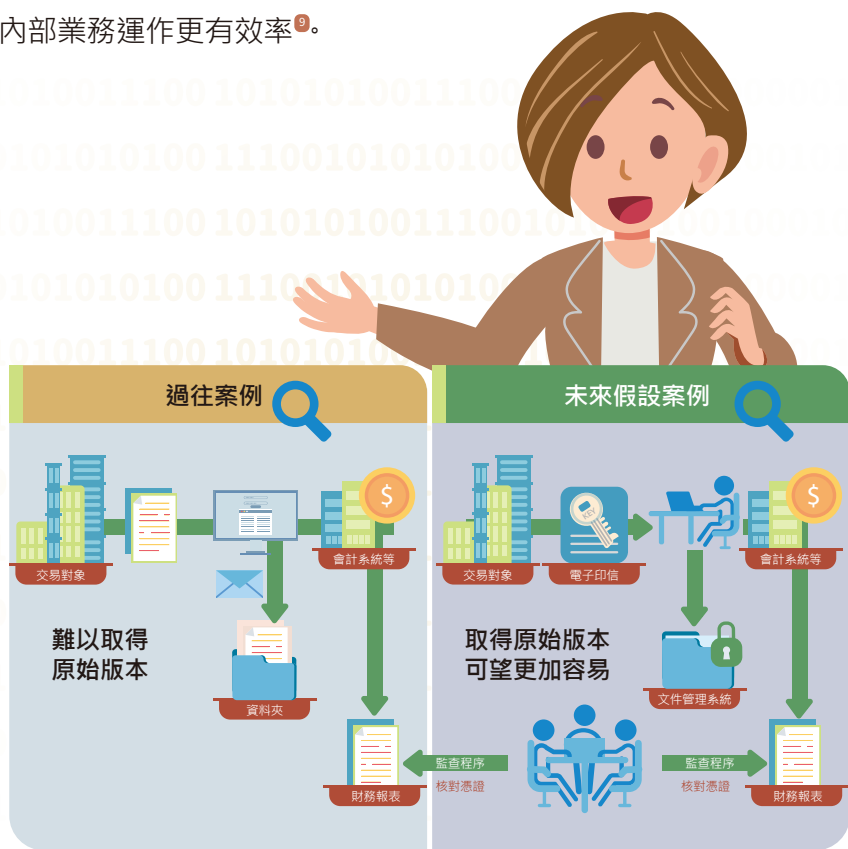 內部業務運作更有效率⁹。
過往案例
交易對象
會計系統等
難以取得
原始版本
資料夾
財務報表
未來假設案例
交易對象
電子印信
KEY
會計系統等
取得原始版本
可望更加容易
文件管理系統
監查程序
核對憑證
監查程序
核對憑證
財務報表